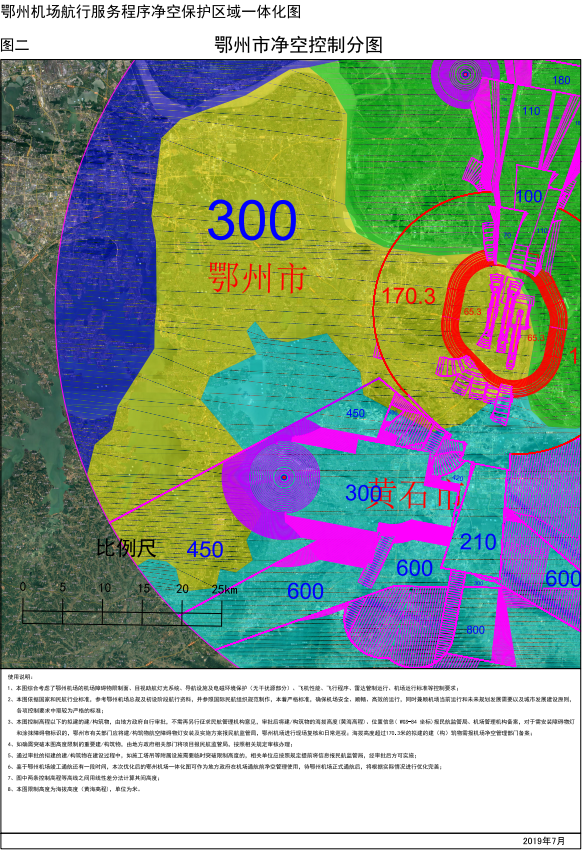 鄂州机场航行服务程序净空保护区域一体化图
图二
鄂州市净空控制分图
180
110
100
70
110
300
鄂州市
170.3
65.3
65.3
1
450
420
300
黄石市
比例尺
450
210
600
600
600
800
0 5 10 15 20 25km
使用说明：
1、本图综合考虑了鄂州机场的机场障碍物限制面、目视助航灯光系统、导航设施及电磁环境保护（无干扰源部分）、飞机性能、飞行程序、雷达管制运行、机场运行标准等控制要求；
2、本图依据国家和民航行业标准，参考鄂州机场总规及初设阶段航行资料，并参照国际民航组织规范制作，本着严格标准，确保机场安全、顺畅、高效的运行，同时兼顾机场当前运行和未来规划发展需要以及城市发展建设原则，
各项控制要求中限较为严格的标准；
3、本图控制高程以下的拟建的建/构筑物，由地方政府自行审批，不需再另行征求民航管理机构意见，审批后将建/构筑物的海拔高度（黄海高程），位置信息（WGS-84 坐标）报民航监管局、机场管理机构备案，对于需安装障碍物灯
和涂抹障碍物标识的，鄂州市有关部门应将建/构筑物航空障碍物灯安装及实施方案报民航监管局、鄂州机场进行现场复核和日常巡视；海拔高度超过170.3米的拟建的建（构）筑物需报机场净空管理部门备案；
4、如确需突破本图高度限制的重要建/构筑物，由地方政府相关部门将项目报民航监管局，按照相关规定审核办理；
5、通过审批的拟建的建/构筑物在建设过程中，如施工塔吊等附属设施需要临时突破限制高度的，相关单位应按照规定提前将信息报民航监管局，经审批后方可实施；
6、鉴于鄂州机场竣工通航还有一段时间，本次优化后的鄂州机场一体化图可作为地方政府在机场通航前净空管理使用，待鄂州机场正式通航后，将根据实际情况进行优化完善；
7、图中两条控制高程等高线之间用线性差分法计算其间高度；
8、本图限制高度为海拔高度（黄海高程），单位为米。
2019年7月